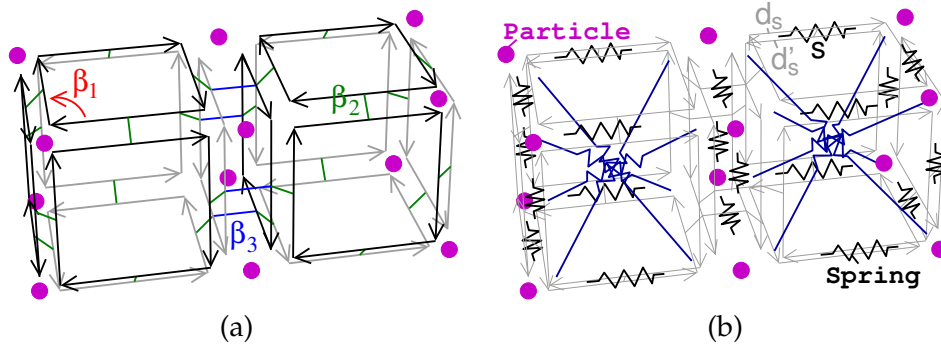 β1
β2
β3
(a)
Particle
ds
S
d's
Spring
(b)